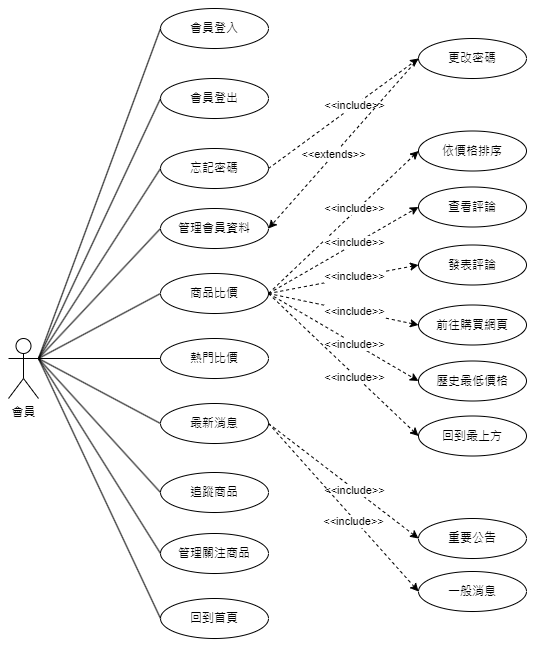 會員登入
會員登出
忘記密碼
管理會員資料
商品比價
熱門比價
最新消息
追蹤商品
管理關注商品
回到首頁
會員
<<include>>
<<extends>>
<<include>>
<<include>>
<<include>>
<<include>>
<<include>>
<<include>>
<<include>>
<<include>>
更改密碼
依價格排序
查看評論
發表評論
前往購買網頁
歷史最低價格
回到最上方
重要公告
一般消息